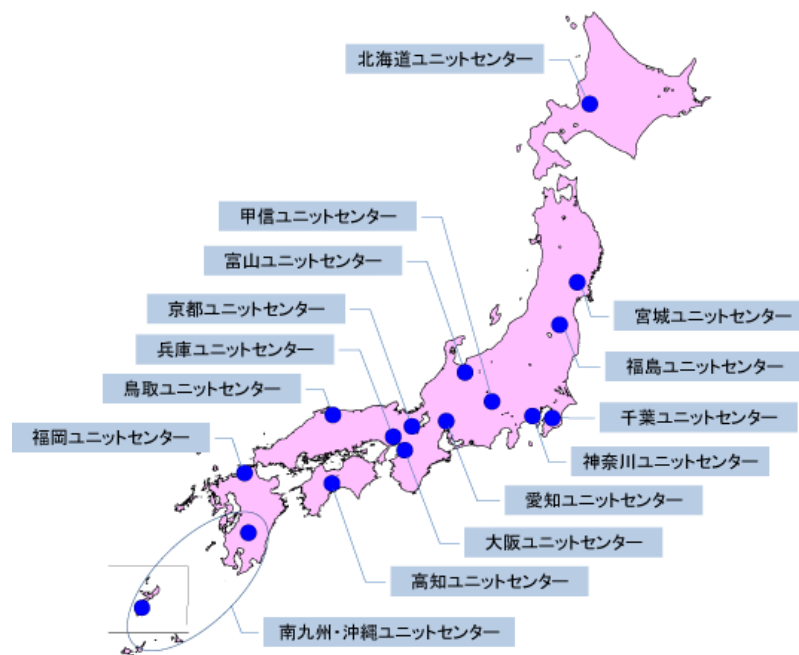 北海道ユニットセンター
甲信ユニットセンター
富山ユニットセンター
京都ユニットセンター
兵庫ユニットセンター
鳥取ユニットセンター
福岡ユニットセンター
宮城ユニットセンター
福島ユニットセンター
千葉ユニットセンター
神奈川ユニットセンター
愛知ユニットセンター
大阪ユニットセンター
高知ユニットセンター
南九州・沖縄ユニットセンター